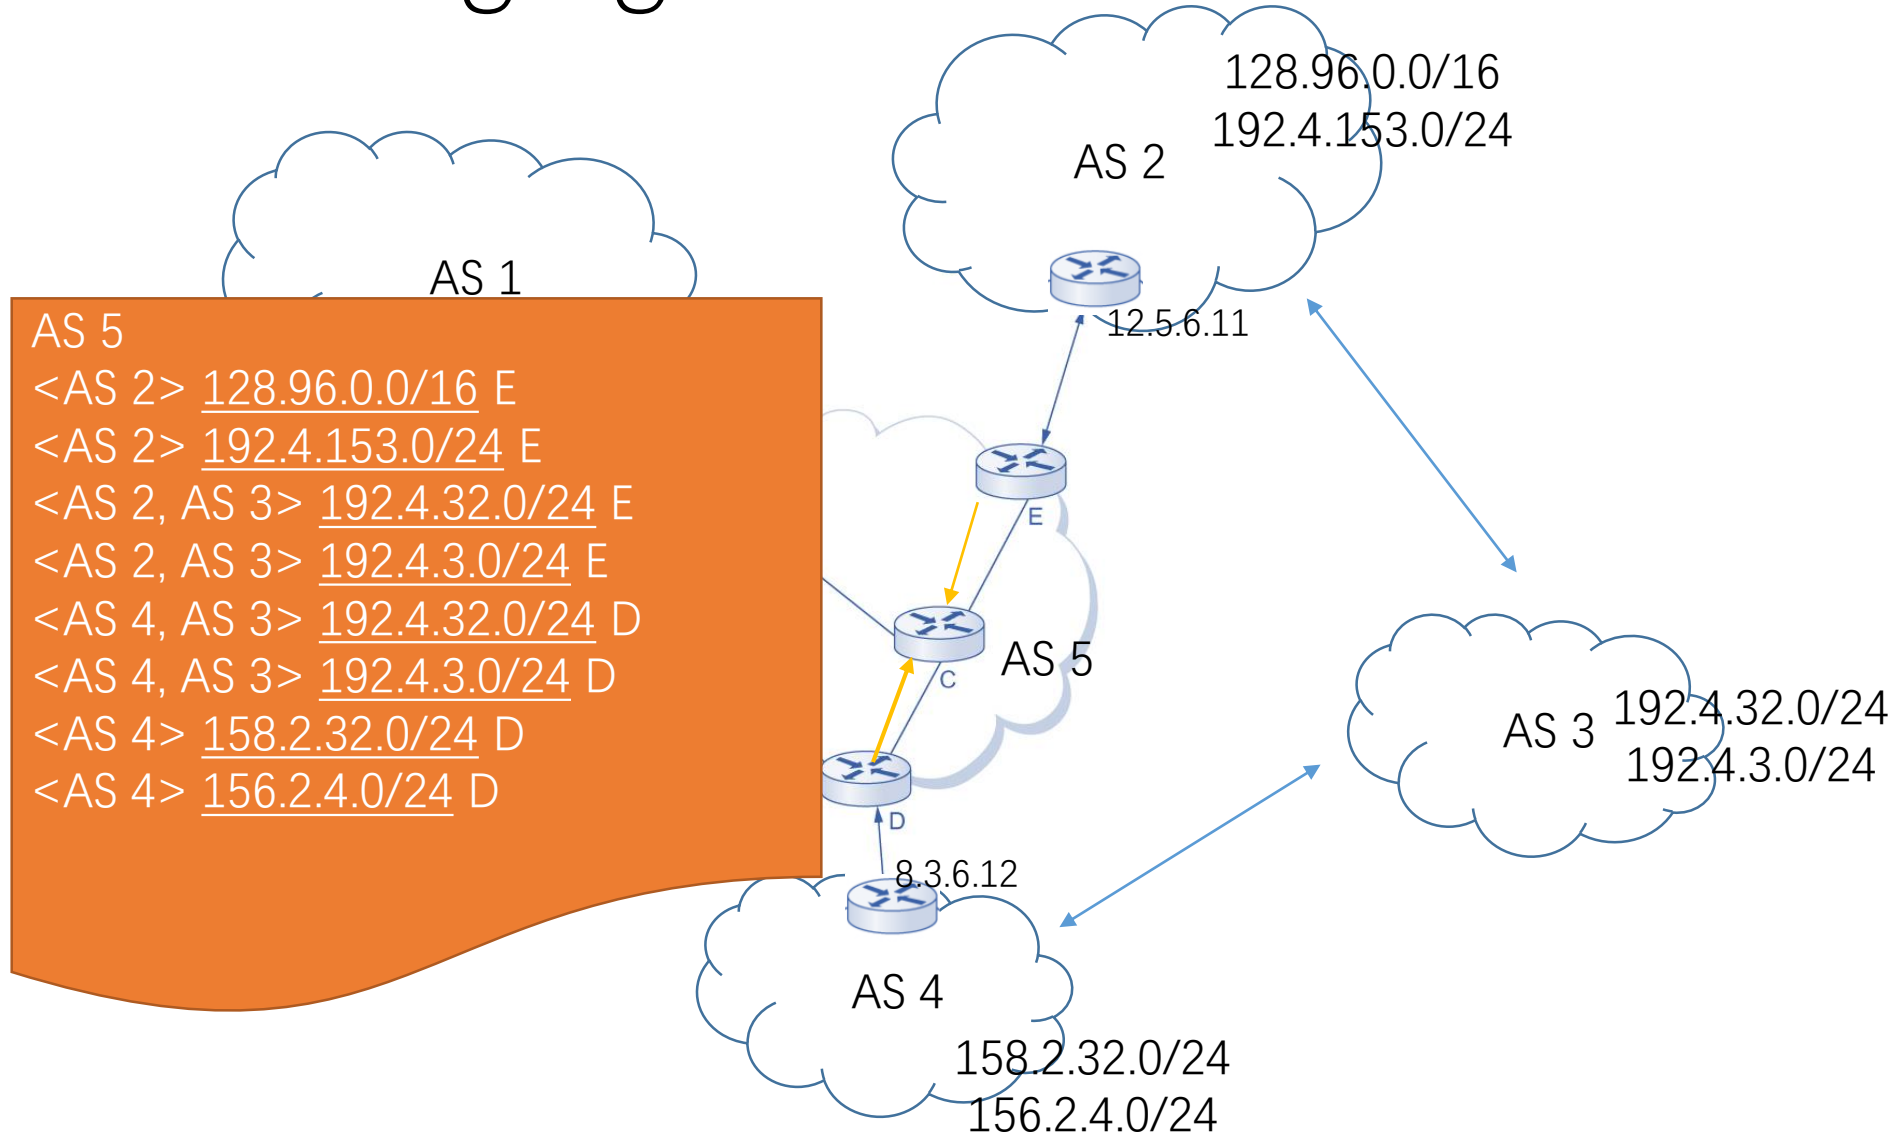 128.96.0.0/16
192.4.153.0/24
AS 2
AS 1
12.5.6.11
AS 5
<AS 2> 128.96.0.0/16 E
<AS 2> 192.4.153.0/24 E
<AS 2, AS 3> 192.4.32.0/24 E
<AS 2, AS 3> 192.4.3.0/24 E
<AS 4, AS 3> 192.4.32.0/24 D
<AS 4, AS 3> 192.4.3.0/24 D
<AS 4> 158.2.32.0/24 D
<AS 4> 156.2.4.0/24 D
E
C
AS 5
D
8.3.6.12
AS 3
192.4.32.0/24
192.4.3.0/24
AS 4
158.2.32.0/24
156.2.4.0/24